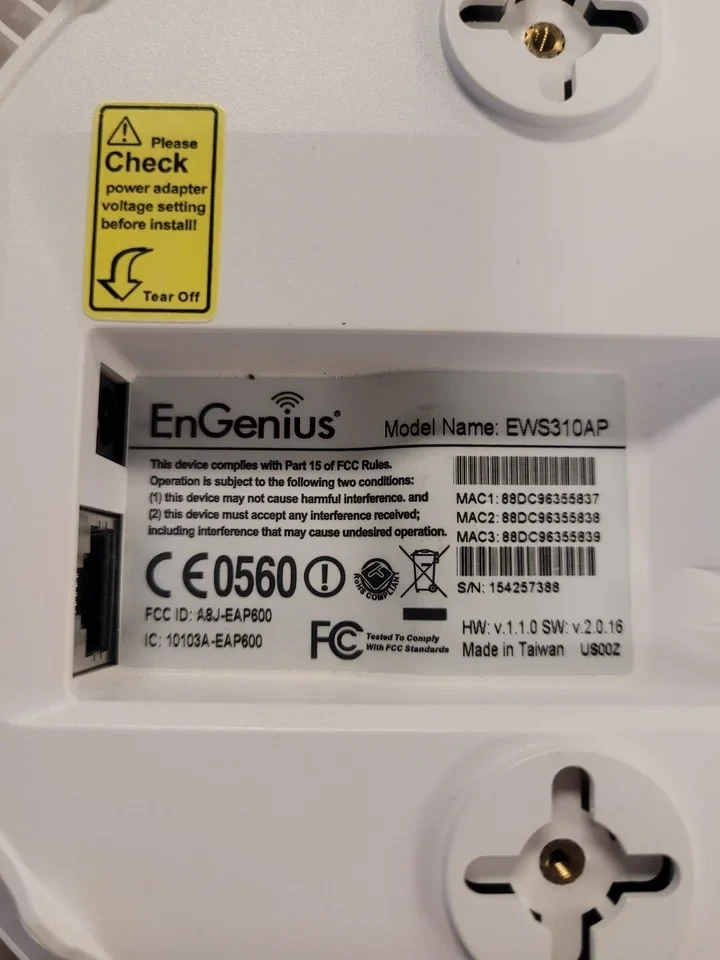 Please
Check
power adapter
voltage setting
before install!
Tear Off
EnGenius®
Model Name: EWS310AP
This device complies with Part 15 of FCC Rules.
Operation is subject to the following two conditions:
(1) this device may not cause harmful interference. and
(2) this device must accept any interference received;
including interference that may cause undesired operation.
MAC1: 88DC96355837
MAC2: 88DC96355838
MAC3: 88DC96355839
CE0560
RoHS COMPLIANT
S/N: 154257388
FCC ID: A8J-EAP600
IC: 10103A-EAP600
FC Tested To Comply
With FCC Standards
HW: v.1.1.0 SW: v.2.0.16
Made in Taiwan US00Z